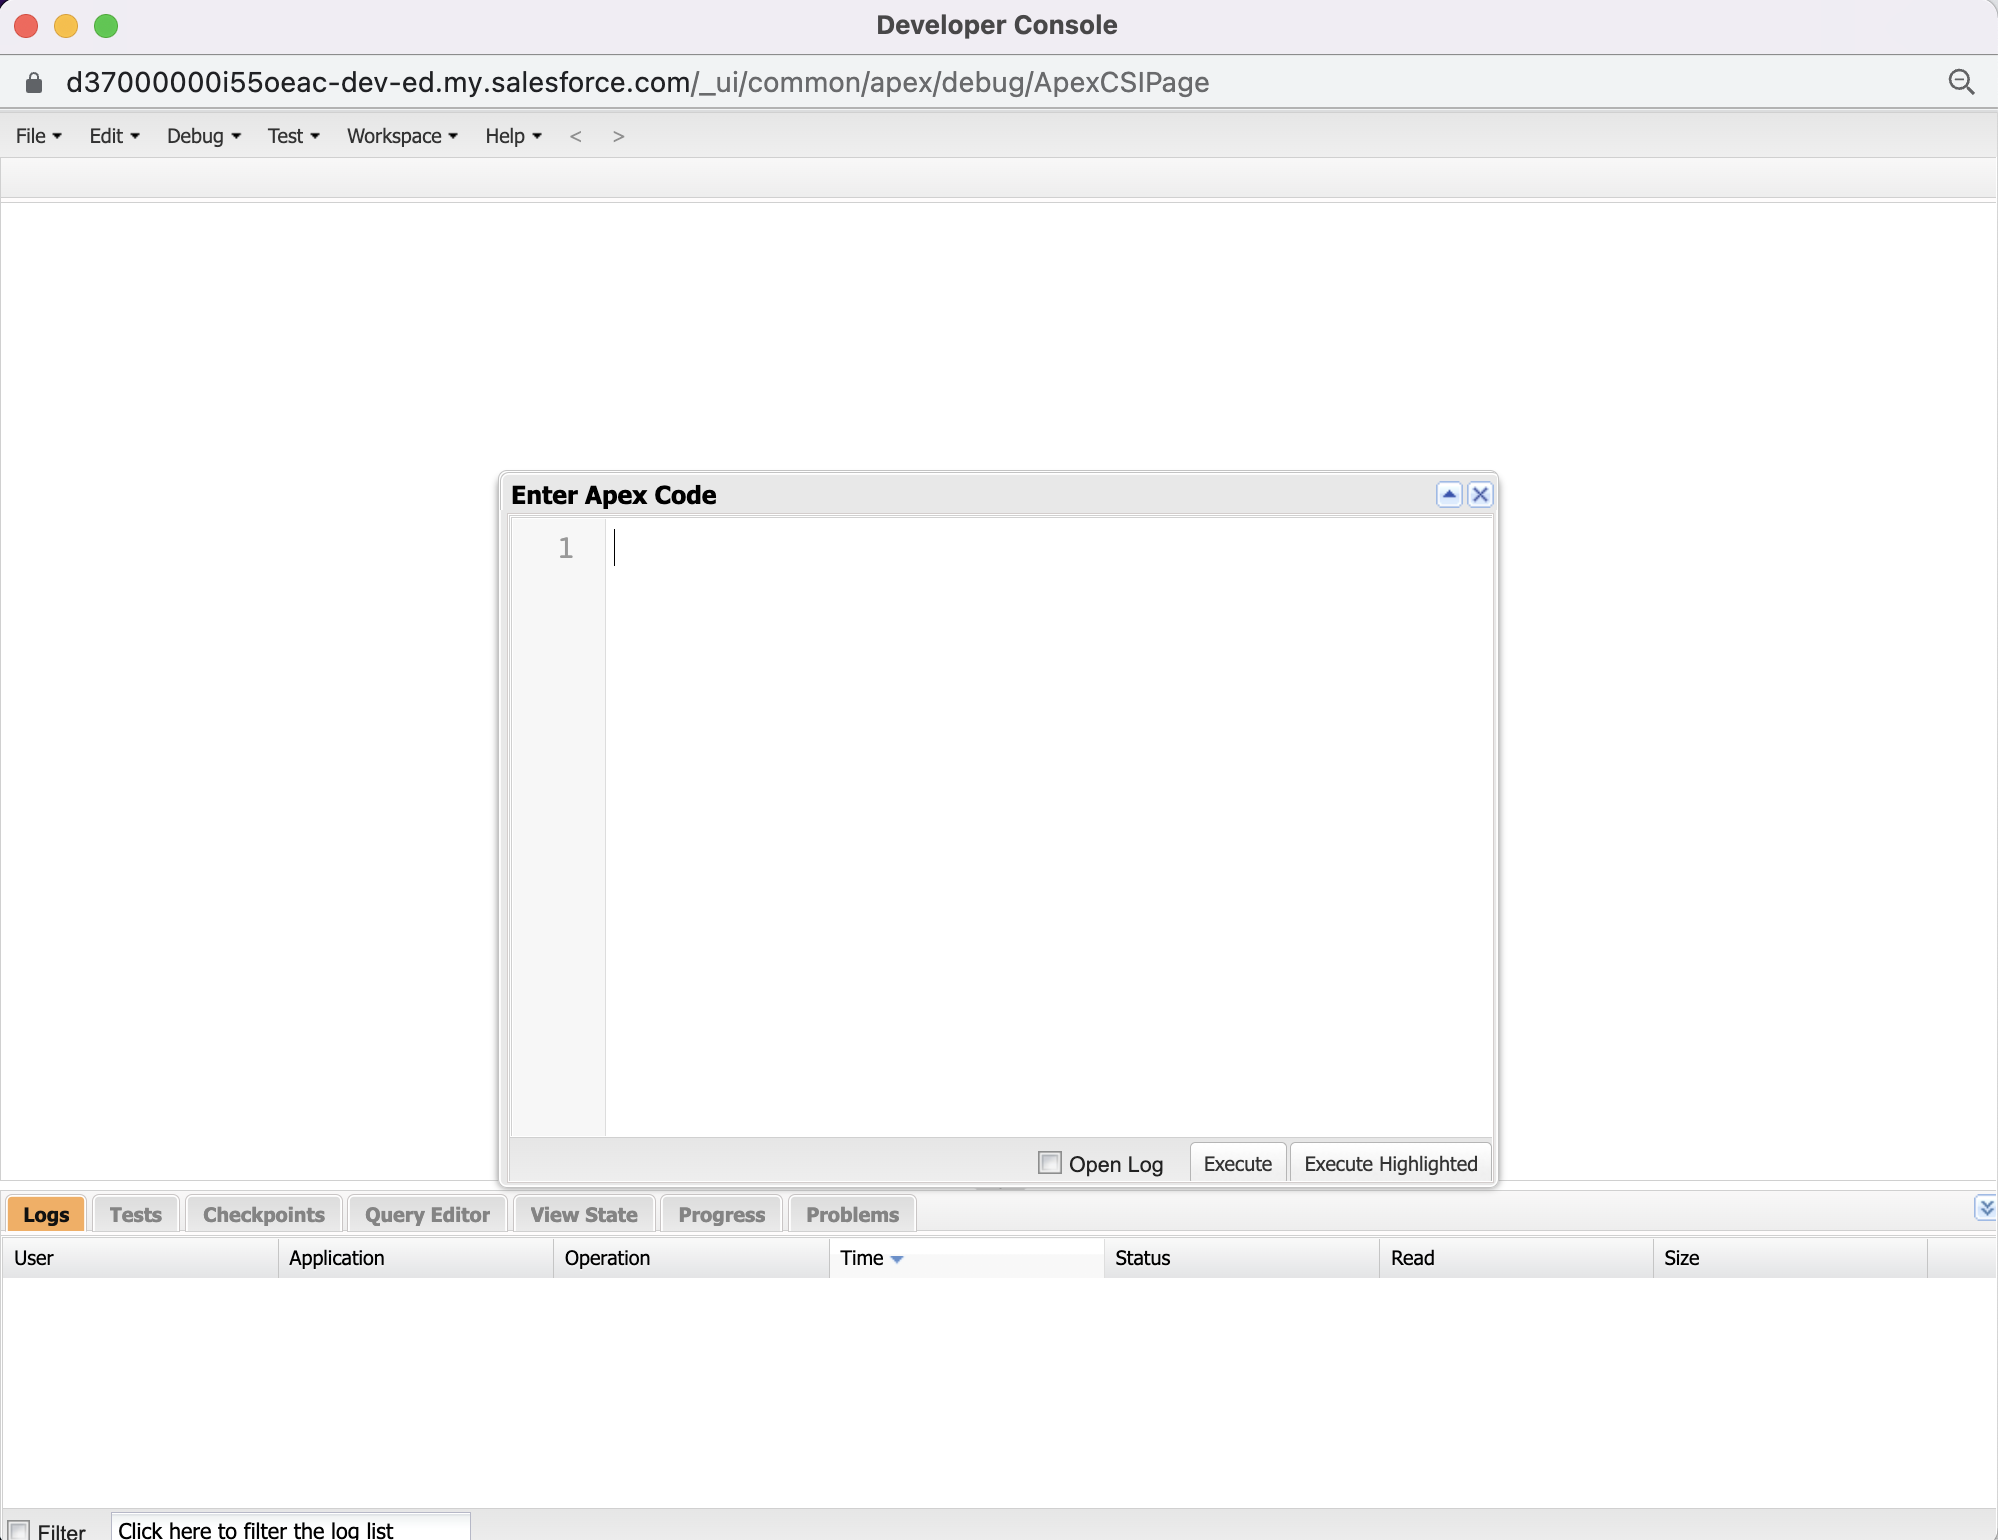 Developer Console
d37000000i55oeac-dev-ed.my.salesforce.com/_ui/common/apex/debug/ApexCSIPage
File Edit Debug Test Workspace Help < >
Enter Apex Code
1
Open Log Execute Execute Highlighted
Logs Tests Checkpoints Query Editor View State Progress Problems
User Application Operation Time Status Read Size
Filter Click here to filter the log list